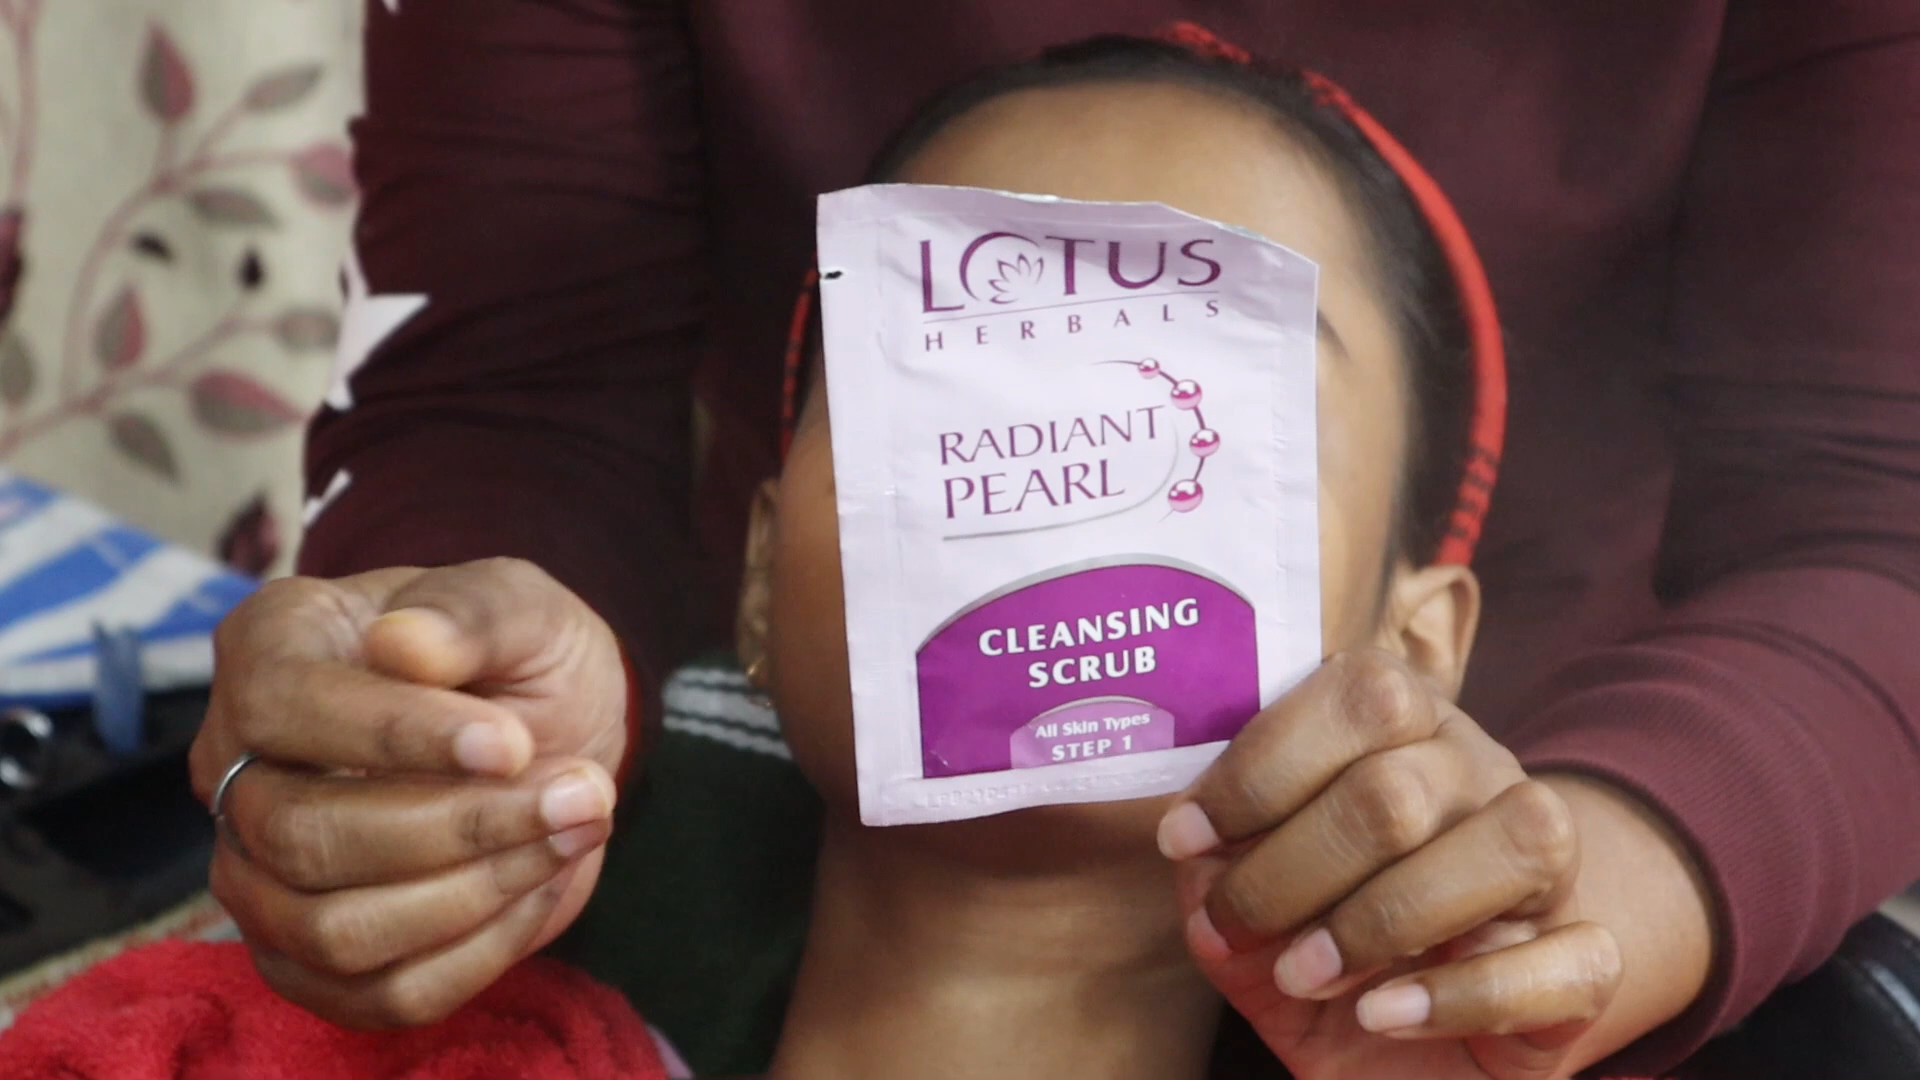 LOTUS
HERBALS
RADIANT
PEARL
CLEANSING
SCRUB
All Skin Types
STEP 1